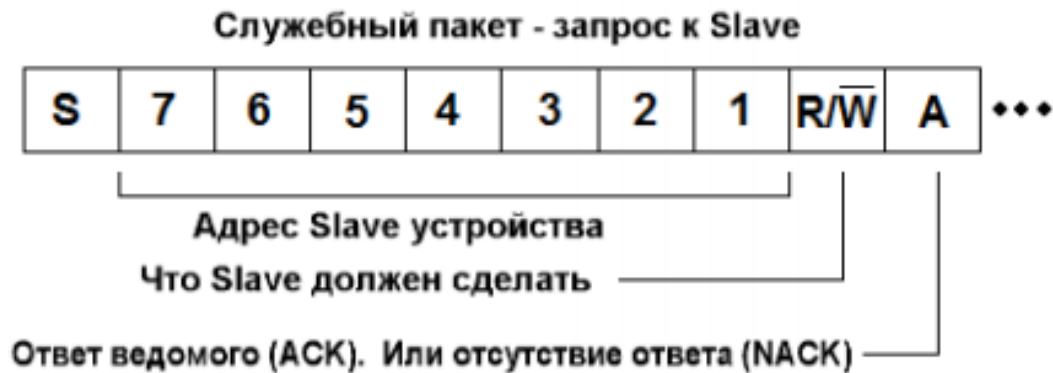 Служебный пакет - запрос к Slave
S 7 6 5 4 3 2 1 R/W̅ A •••
Адрес Slave устройства
Что Slave должен сделать
Ответ ведомого (ACK). Или отсутствие ответа (NACK)